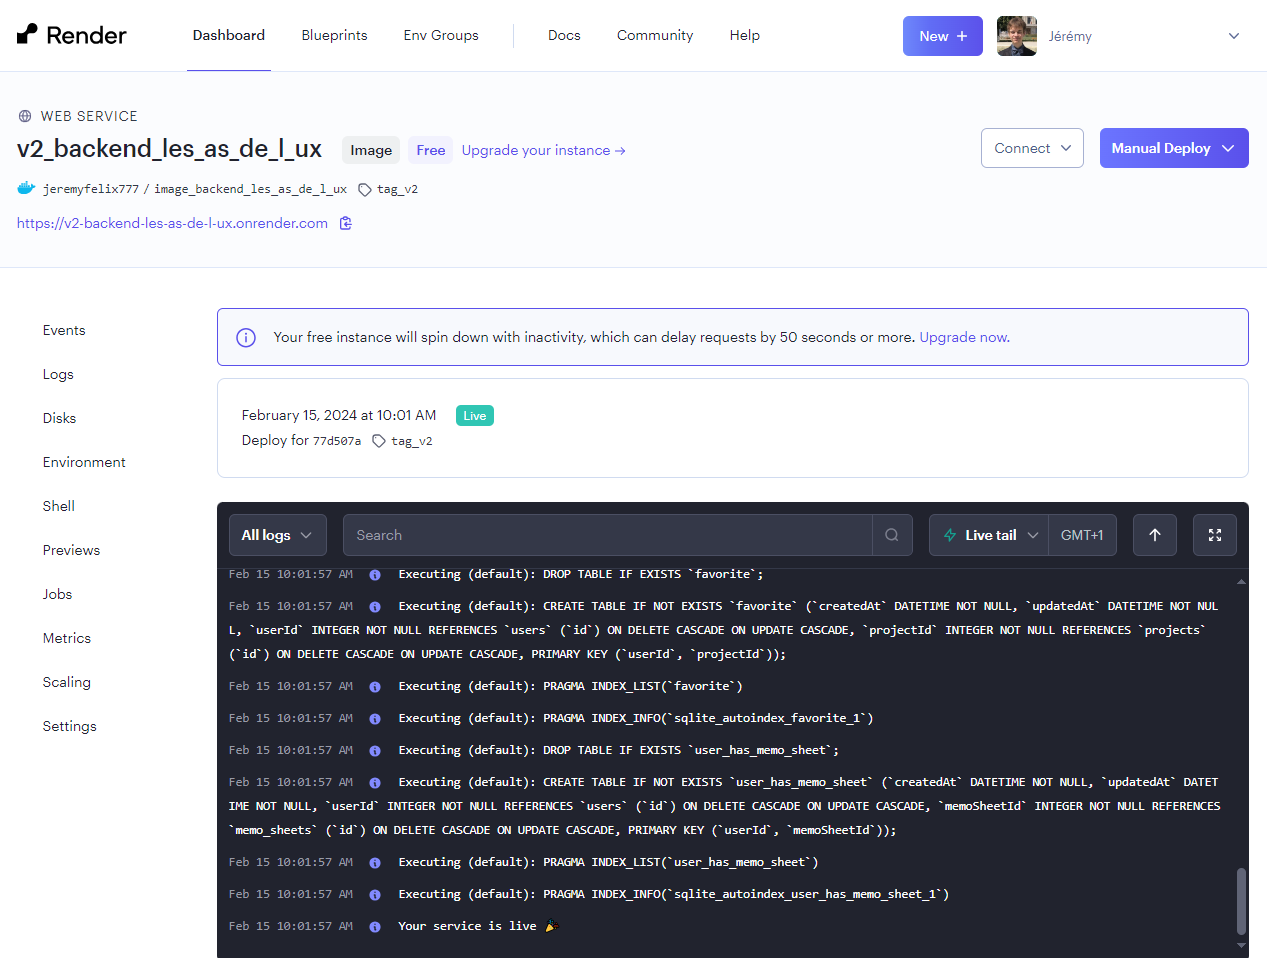 Render
Dashboard
Blueprints
Env Groups
Docs
Community
Help
New +
Jérémy
WEB SERVICE
v2_backend_les_as_de_l_ux
Image
Free
Upgrade your instance →
Connect
Manual Deploy
jeremyfelix777 / image_backend_les_as_de_l_ux
tag_v2
https://v2-backend-les-as-de-l-ux.onrender.com
Events
Logs
Disks
Environment
Shell
Previews
Jobs
Metrics
Scaling
Settings
Your free instance will spin down with inactivity, which can delay requests by 50 seconds or more. Upgrade now.
February 15, 2024 at 10:01 AM
Live
Deploy for 77d507a
tag_v2
All logs
Search
Live tail
GMT+1
Feb 15 10:01:57 AM Executing (default): DROP TABLE IF EXISTS `favorite`;
Feb 15 10:01:57 AM Executing (default): CREATE TABLE IF NOT EXISTS `favorite` (`createdAt` DATETIME NOT NULL, `updatedAt` DATETIME NOT NUL
L, `userId` INTEGER NOT NULL REFERENCES `users` (`id`) ON DELETE CASCADE ON UPDATE CASCADE, `projectId` INTEGER NOT NULL REFERENCES `projects`
(`id`) ON DELETE CASCADE ON UPDATE CASCADE, PRIMARY KEY (`userId`, `projectId`));
Feb 15 10:01:57 AM Executing (default): PRAGMA INDEX_LIST(`favorite`)
Feb 15 10:01:57 AM Executing (default): PRAGMA INDEX_INFO(`sqlite_autoindex_favorite_1`)
Feb 15 10:01:57 AM Executing (default): DROP TABLE IF EXISTS `user_has_memo_sheet`;
Feb 15 10:01:57 AM Executing (default): CREATE TABLE IF NOT EXISTS `user_has_memo_sheet` (`createdAt` DATETIME NOT NULL, `updatedAt` DATET
IME NOT NULL, `userId` INTEGER NOT NULL REFERENCES `users` (`id`) ON DELETE CASCADE ON UPDATE CASCADE, `memoSheetId` INTEGER NOT NULL REFERENCES
`memo_sheets` (`id`) ON DELETE CASCADE ON UPDATE CASCADE, PRIMARY KEY (`userId`, `memoSheetId`));
Feb 15 10:01:57 AM Executing (default): PRAGMA INDEX_LIST(`user_has_memo_sheet`)
Feb 15 10:01:57 AM Executing (default): PRAGMA INDEX_INFO(`sqlite_autoindex_user_has_memo_sheet_1`)
Feb 15 10:01:57 AM Your service is live 🎉